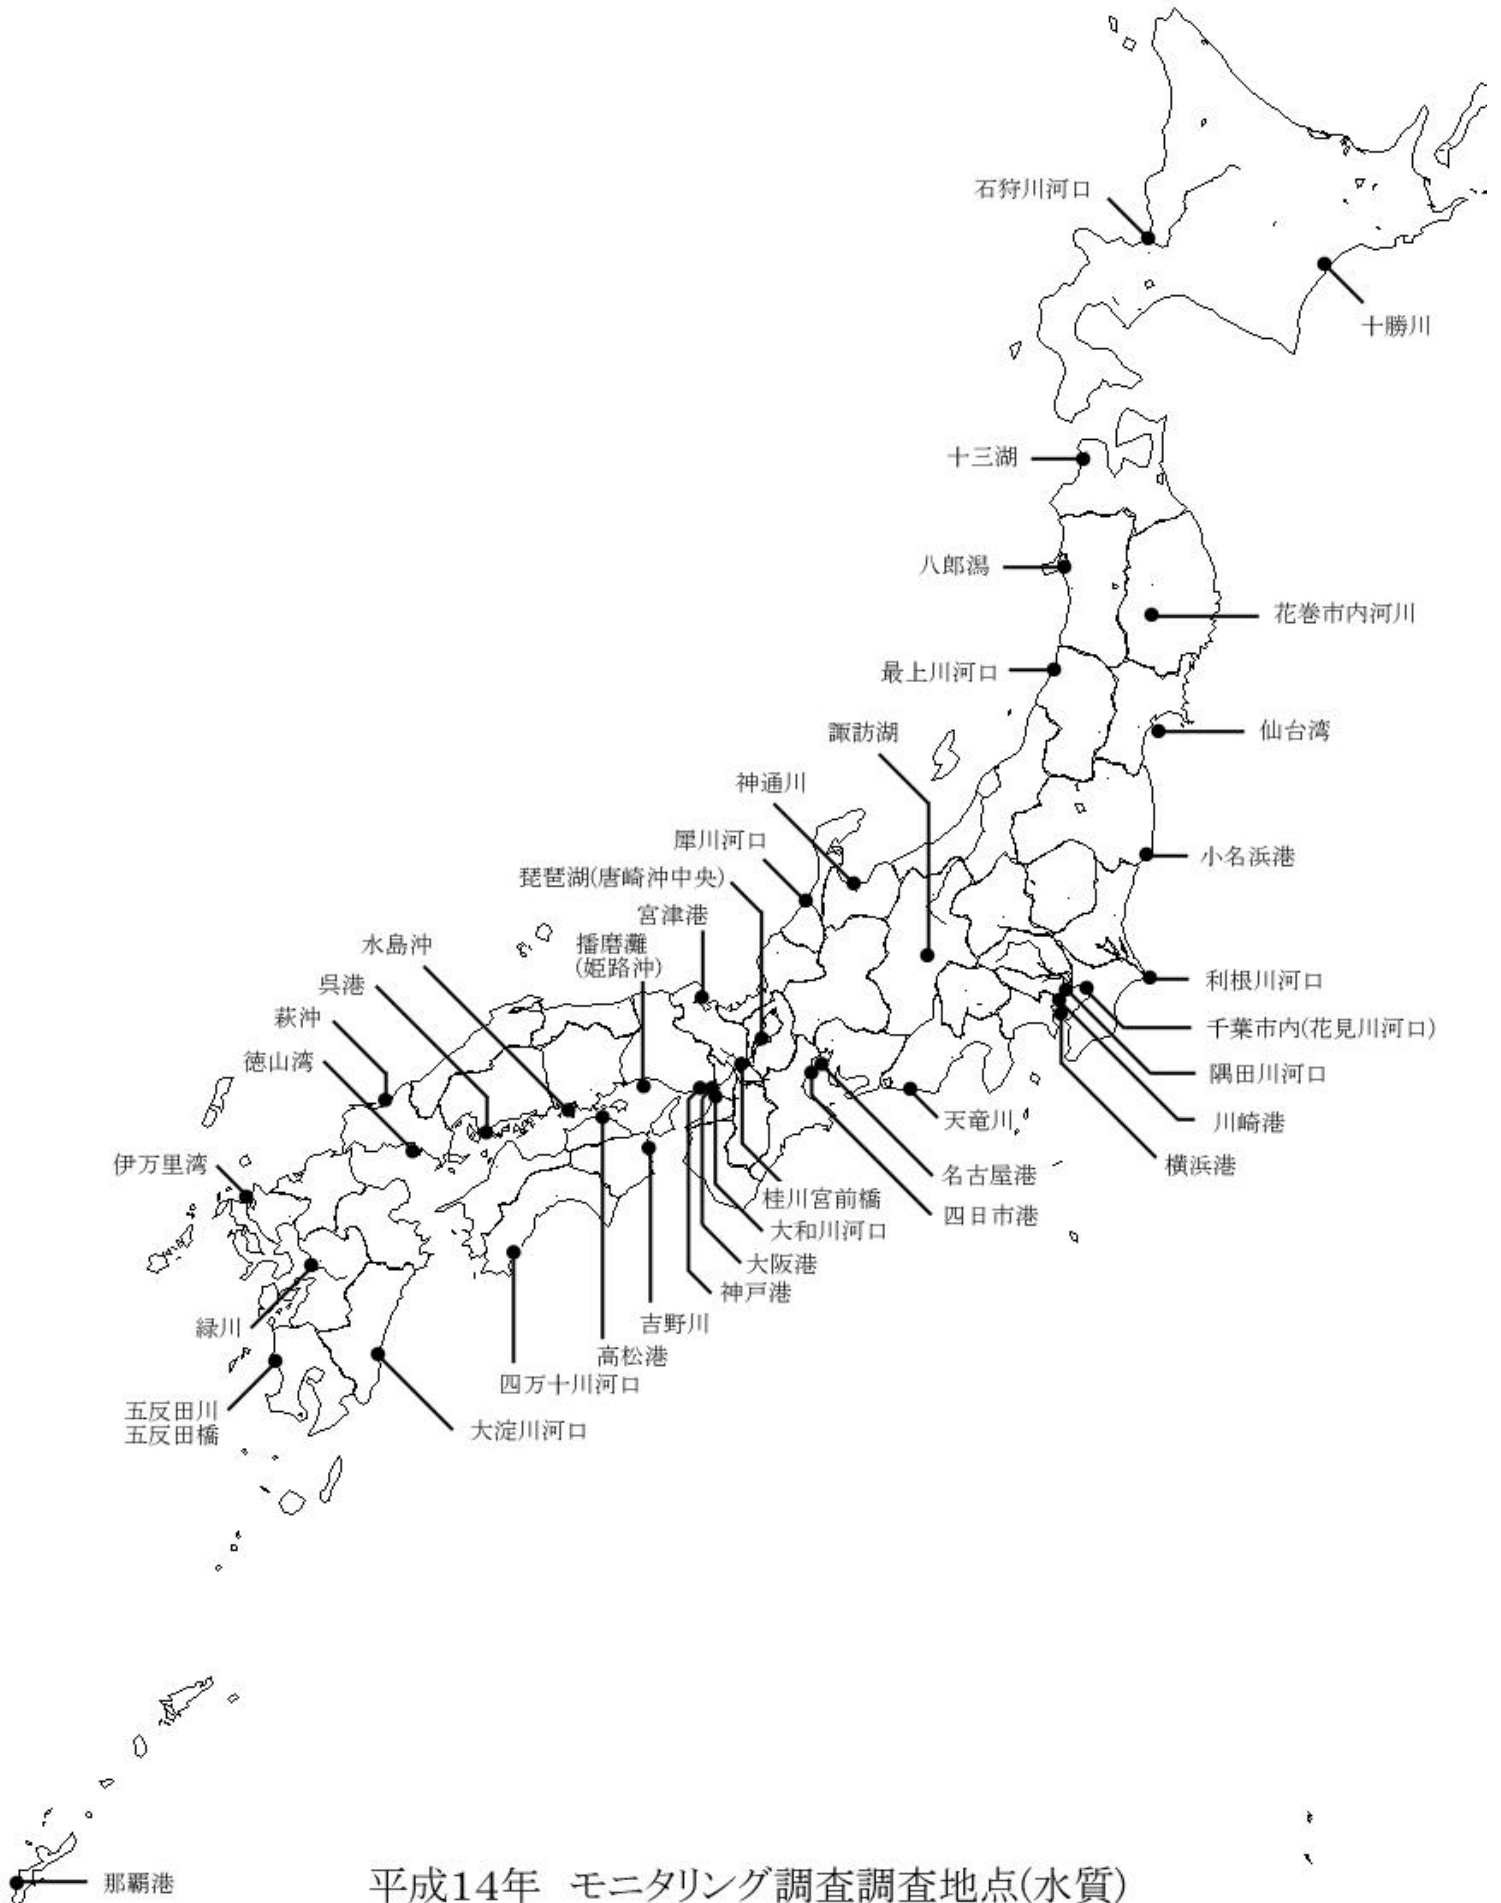 石狩川河口
十勝川
十三湖
八郎潟
花巻市内河川
最上川河口
諏訪湖
仙台湾
神通川
犀川河口
小名浜港
琵琶湖(唐崎沖中央)
宮津港
水島沖
播磨灘
(姫路沖)
呉港
利根川河口
萩沖
千葉市内(花見川河口)
徳山湾
隅田川河口
天竜川
川崎港
伊万里湾
横浜港
名古屋港
桂川宮前橋
四日市港
大和川河口
大阪港
神戸港
吉野川
緑川
高松港
四万十川河口
五反田川
五反田橋
大淀川河口
那覇港
平成14年 モニタリング調査調査地点(水質)